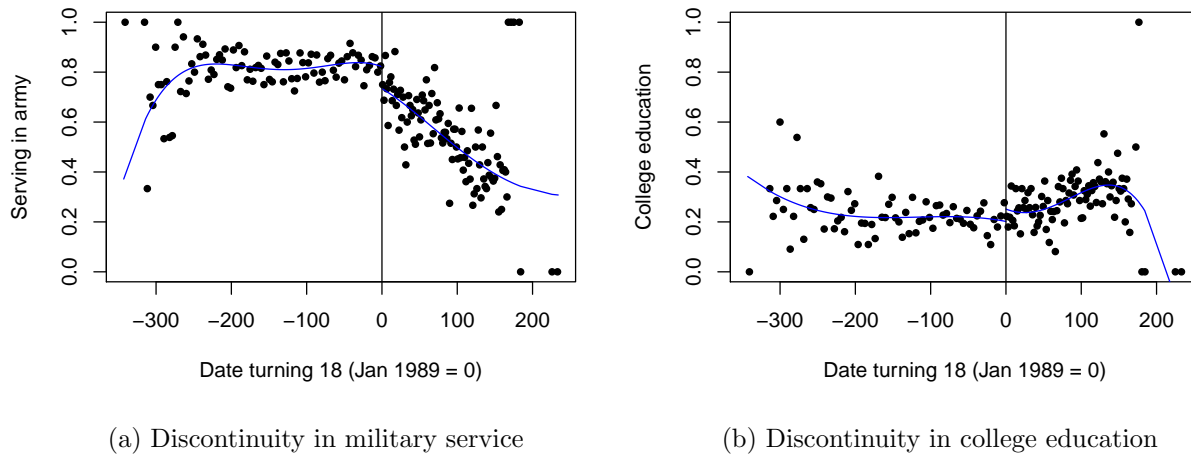 Serving in army
1.0
0.8
0.6
0.4
0.2
0.0
−300 −200 −100 0 100 200
Date turning 18 (Jan 1989 = 0)
(a) Discontinuity in military service
College education
1.0
0.8
0.6
0.4
0.2
0.0
−300 −200 −100 0 100 200
Date turning 18 (Jan 1989 = 0)
(b) Discontinuity in college education